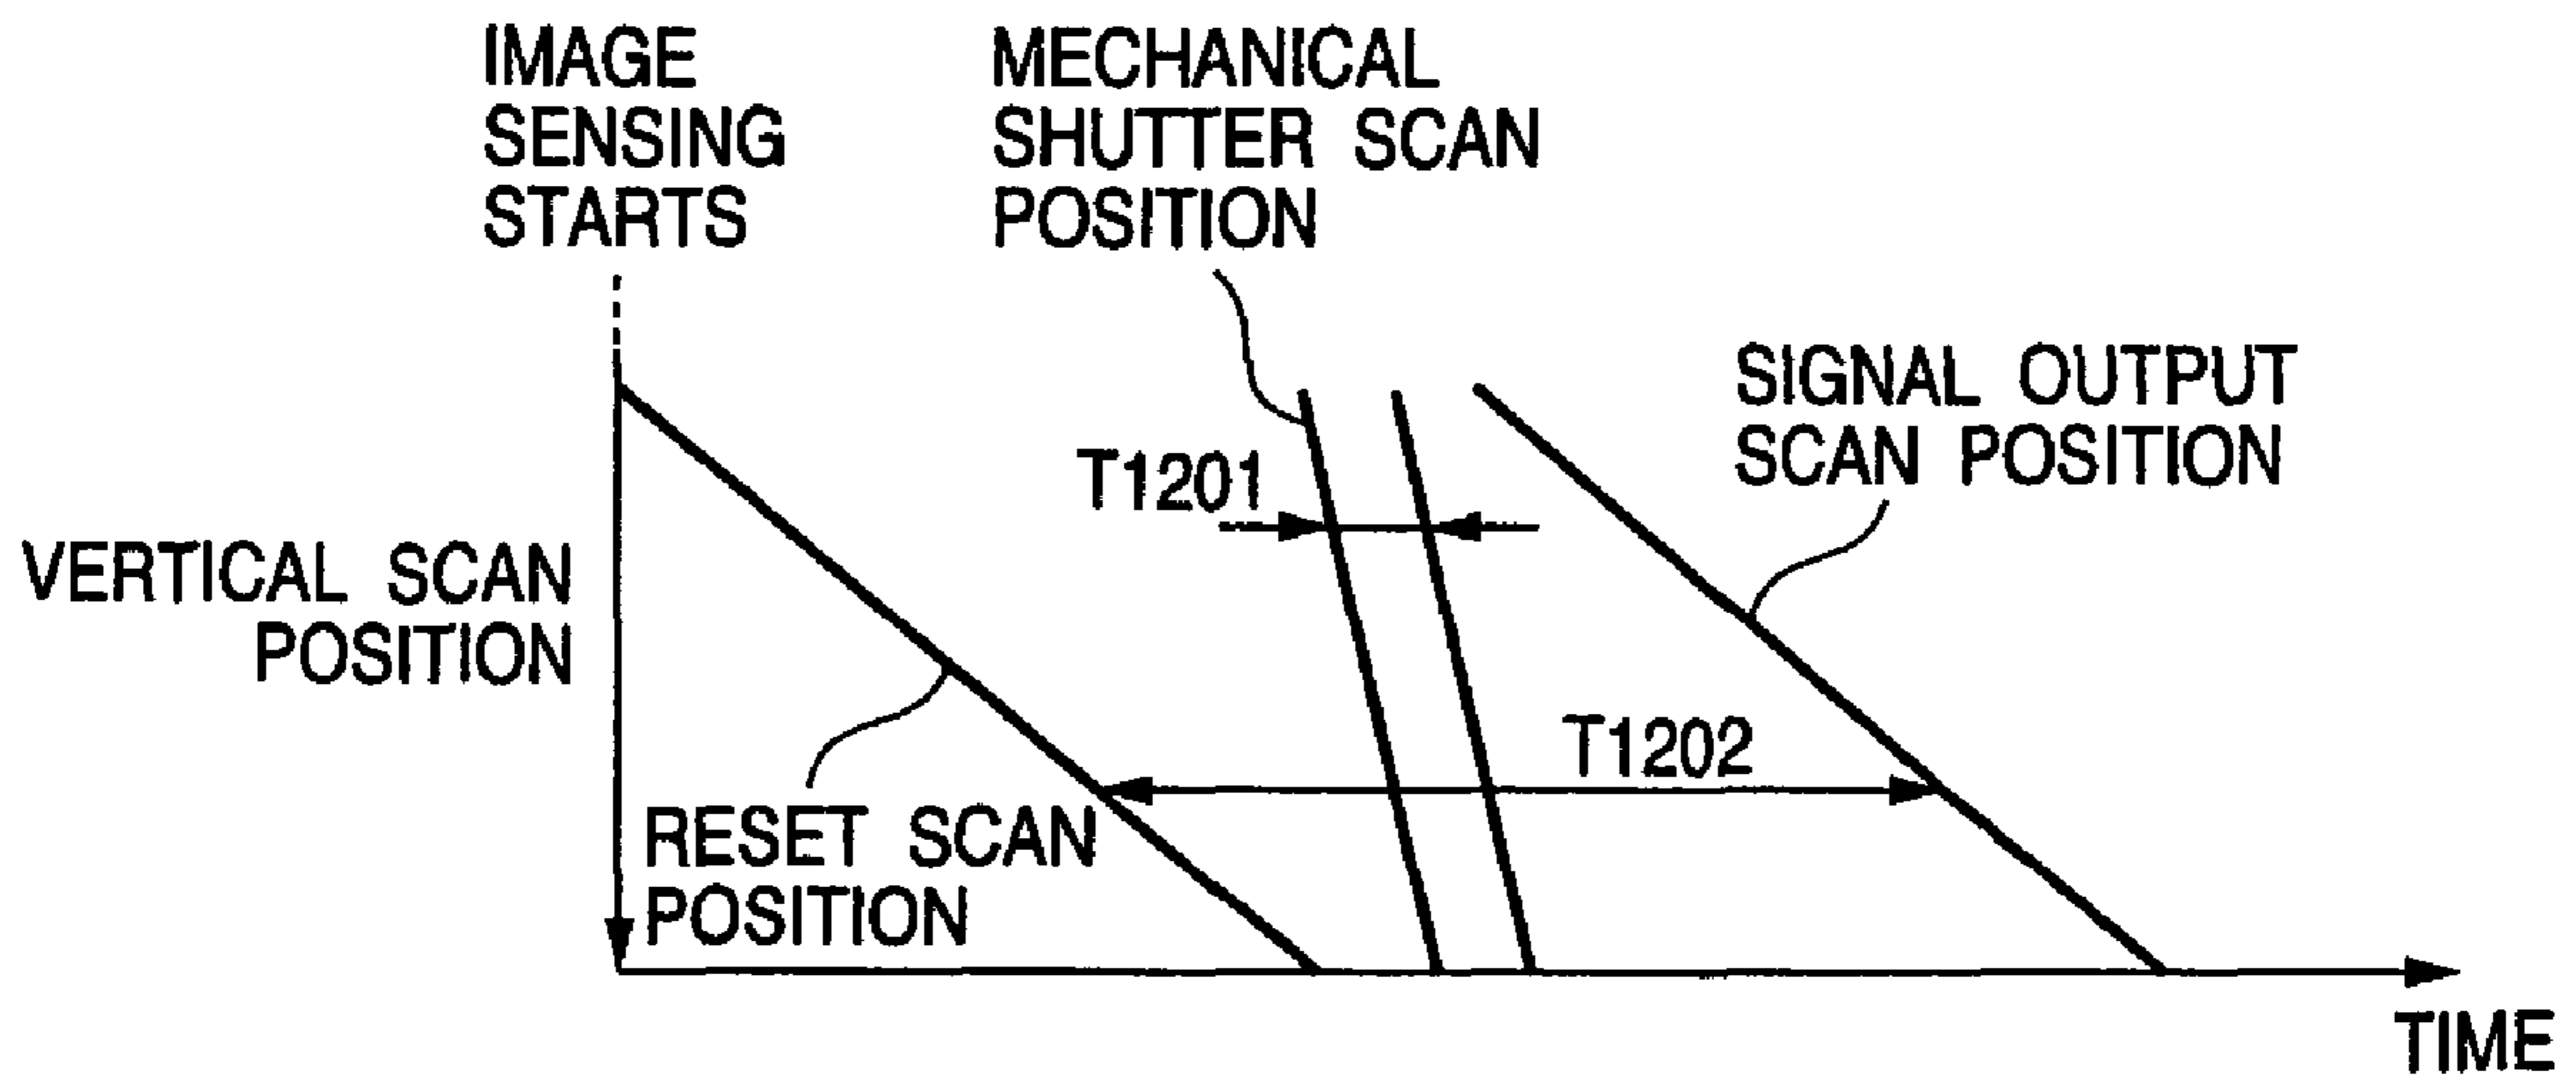 IMAGE
SENSING
STARTS
MECHANICAL
SHUTTER SCAN
POSITION
SIGNAL OUTPUT
SCAN POSITION
T1201
VERTICAL SCAN
POSITION
T1202
RESET SCAN
POSITION
TIME